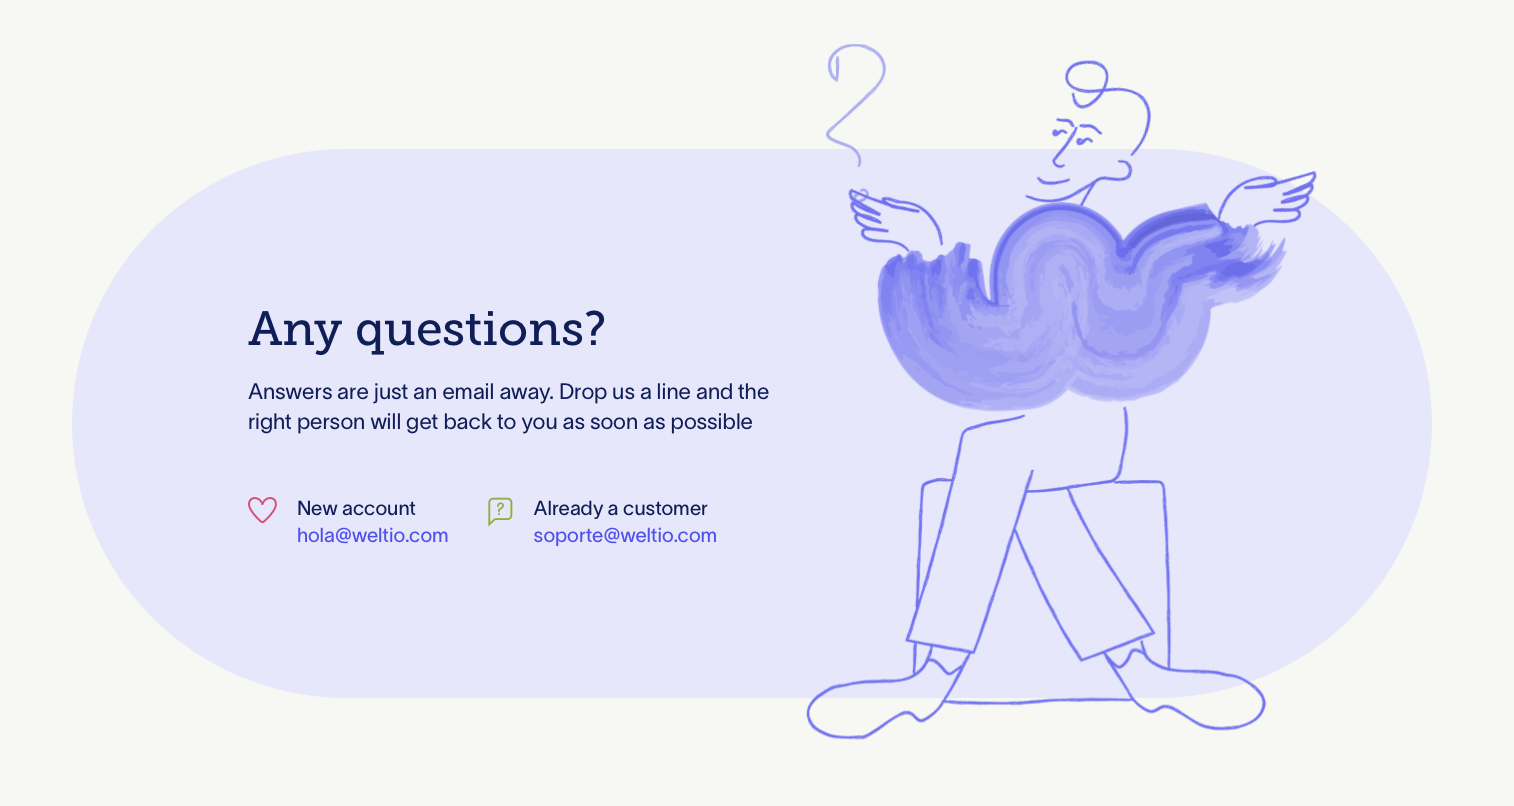 Any questions?
Answers are just an email away. Drop us a line and the
right person will get back to you as soon as possible
New account
hola@weltio.com
Already a customer
soporte@weltio.com